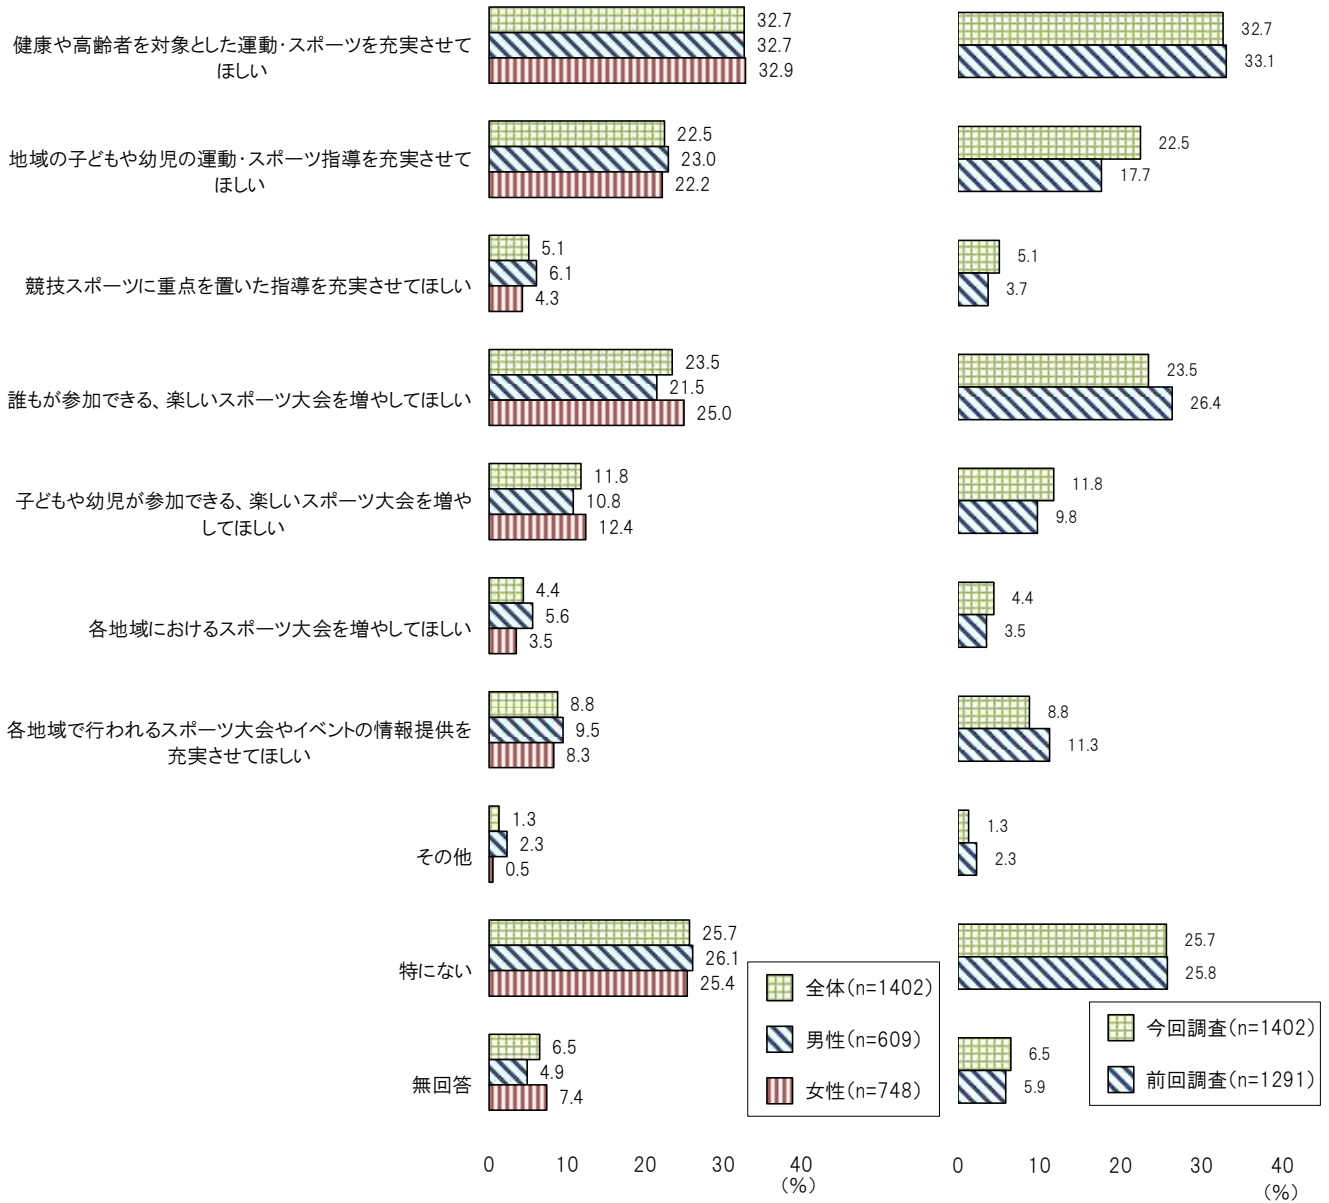 健康や高齢者を対象とした運動・スポーツを充実させて
ほしい
32.7
32.7
32.9
32.7
33.1
地域の子どもや幼児の運動・スポーツ指導を充実させて
ほしい
22.5
23.0
22.2
22.5
17.7
競技スポーツに重点を置いた指導を充実させてほしい
5.1
6.1
4.3
5.1
3.7
誰もが参加できる、楽しいスポーツ大会を増やしてほしい
23.5
21.5
25.0
23.5
26.4
子どもや幼児が参加できる、楽しいスポーツ大会を増や
してほしい
11.8
10.8
12.4
11.8
9.8
各地域におけるスポーツ大会を増やしてほしい
4.4
5.6
3.5
4.4
3.5
各地域で行われるスポーツ大会やイベントの情報提供を
充実させてほしい
8.8
9.5
8.3
8.8
11.3
その他
1.3
2.3
0.5
1.3
2.3
特にない
25.7
26.1
25.4
25.7
25.8
無回答
6.5
4.9
7.4
6.5
5.9
全体(n=1402)
男性(n=609)
女性(n=748)
今回調査(n=1402)
前回調査(n=1291)
0 10 20 30 40
(%)
0 10 20 30 40
(%)